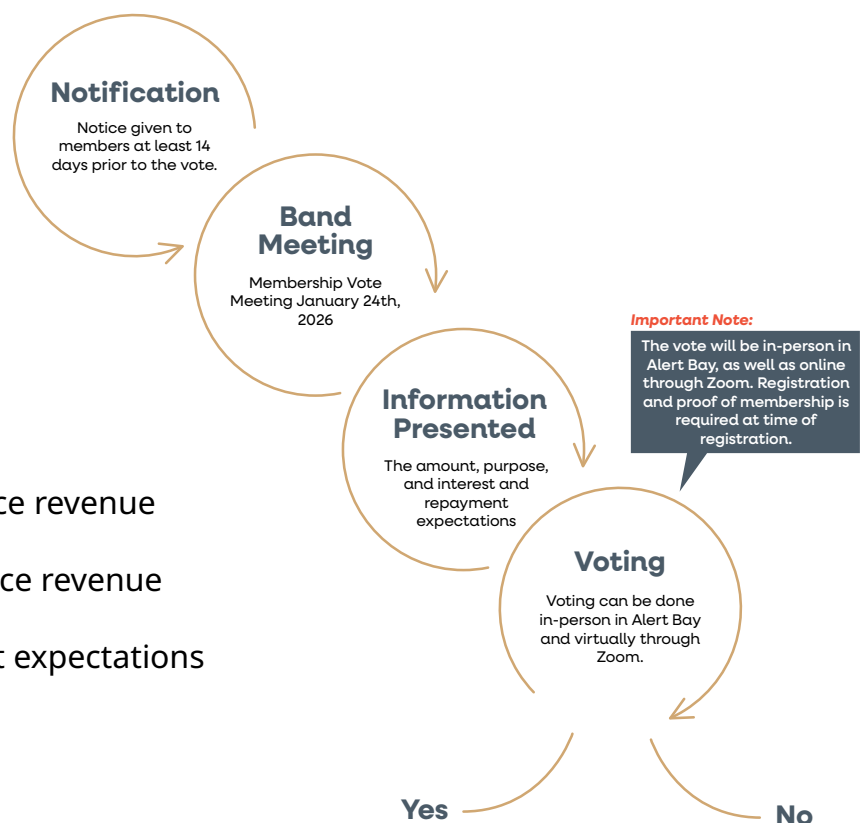 Notification
Notice given to
members at least 14
days prior to the vote.
Band
Meeting
Membership Vote
Meeting January 24th,
2026
Important Note:
The vote will be in-person in
Alert Bay, as well as online
through Zoom. Registration
and proof of membership is
required at time of
registration.
Information
Presented
The amount, purpose,
and interest and
repayment
expectations
ce revenue
ce revenue
t expectations
Voting
Voting can be done
in-person in Alert Bay
and virtually through
Zoom.
Yes
No